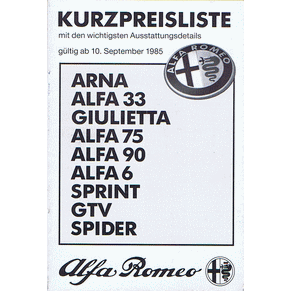 KURZPREISLISTE
mit den wichtigsten Ausstattungsdetails
gültig ab 10. September 1985
ALFA ROMEO
ARNA
ALFA 33
GIULIETTA
ALFA 75
ALFA 90
ALFA 6
SPRINT
GTV
SPIDER
Alfa Romeo